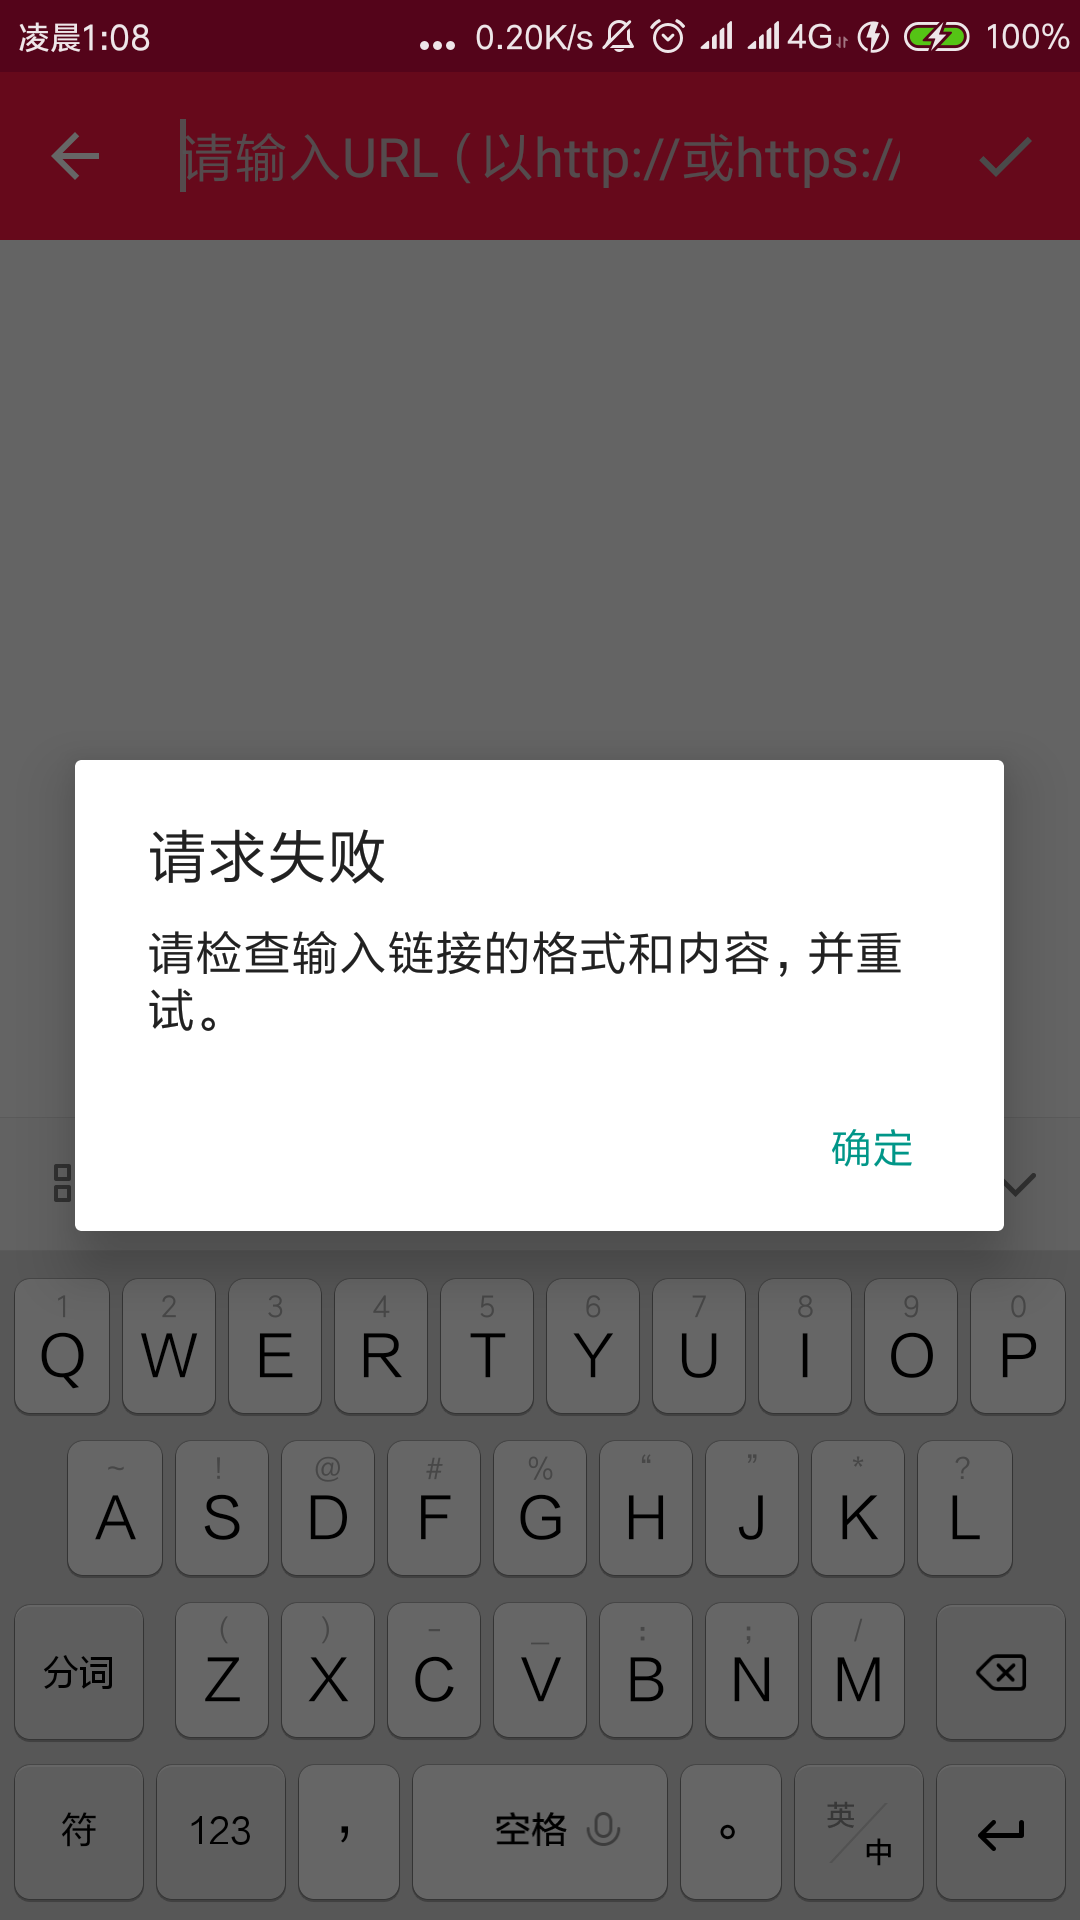 凌晨1:08 ... 0.20K/s 4G 100%
请输入URL（以http://或https://
请求失败
请检查输入链接的格式和内容，并重
试。
确定
1 2 3 4 5 6 7 8 9 0
Q W E R T Y U I O P
~ ! @ # % “ ” * ?
A S D F G H J K L
( ) - _ : ; /
分词 Z X C V B N M
符 123 ， 空格 。 英/中